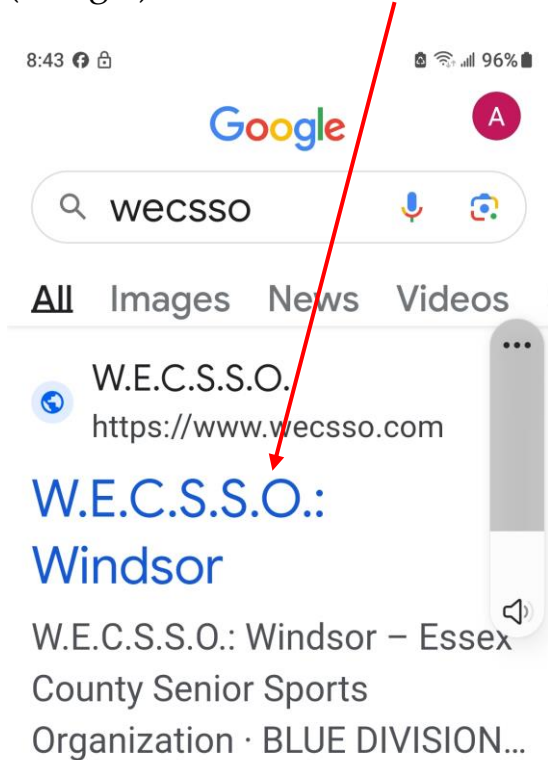 8:43
96%
Google
A
wecsso
All Images News Videos
W.E.C.S.S.O.
https://www.wecsso.com
W.E.C.S.S.O.:
Windsor
W.E.C.S.S.O.: Windsor – Essex
County Senior Sports
Organization · BLUE DIVISION...